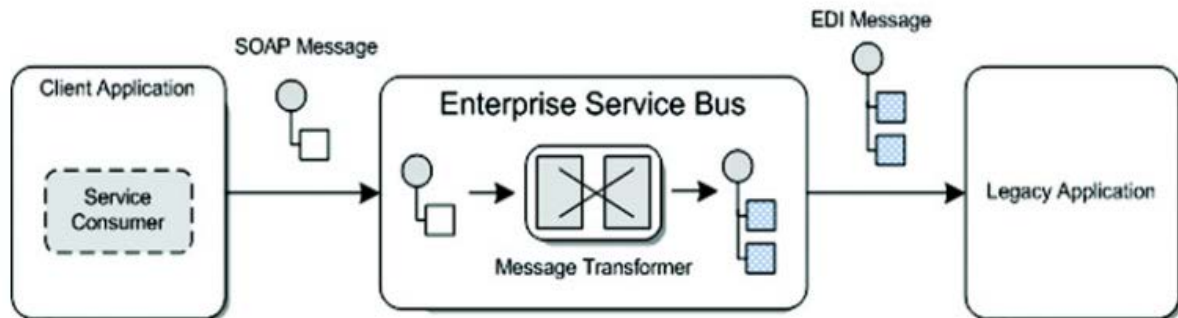 SOAP Message
EDI Message
Client Application
Enterprise Service Bus
Service
Consumer
Legacy Application
Message Transformer